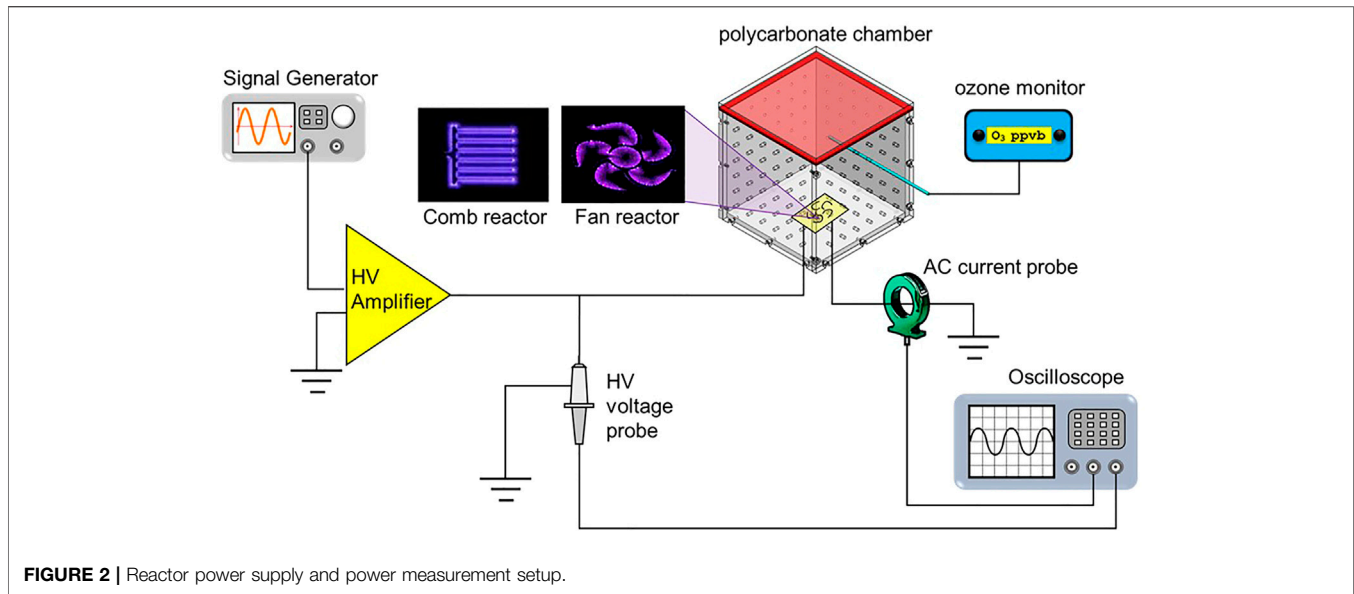 polycarbonate chamber
Signal Generator
ozone monitor
O₃ ppvb
Comb reactor
Fan reactor
HV
Amplifier
AC current probe
HV
voltage
probe
Oscilloscope
FIGURE 2 | Reactor power supply and power measurement setup.